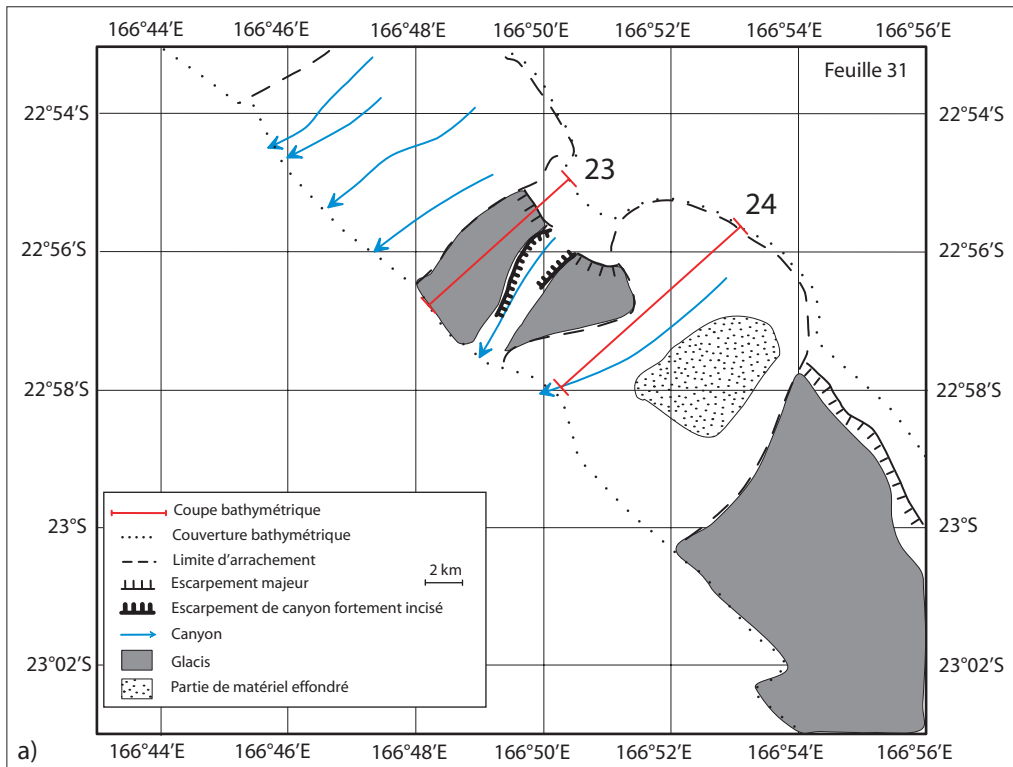 166°44'E 166°46'E 166°48'E 166°50'E 166°52'E 166°54'E 166°56'E
Feuille 31
22°54'S 22°54'S
23
24
22°56'S 22°56'S
22°58'S 22°58'S
Coupe bathymétrique
23°S 23°S
Couverture bathymétrique
Limite d'arrachement
Escarpement majeur
2 km
Escarpement de canyon fortement incisé
Canyon
Glacis
23°02'S 23°02'S
Partie de matériel effondré
a)
166°44'E 166°46'E 166°48'E 166°50'E 166°52'E 166°54'E 166°56'E